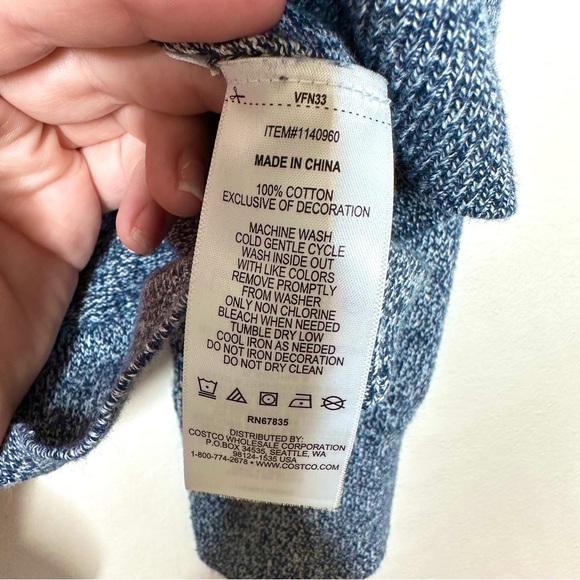 VFN33
ITEM#1140960
MADE IN CHINA
100% COTTON
EXCLUSIVE OF DECORATION
MACHINE WASH
COLD GENTLE CYCLE
WASH INSIDE OUT
WITH LIKE COLORS
REMOVE PROMPTLY
FROM WASHER
ONLY NON CHLORINE
BLEACH WHEN NEEDED
TUMBLE DRY LOW
COOL IRON AS NEEDED
DO NOT IRON DECORATION
DO NOT DRY CLEAN
RN67835
DISTRIBUTED BY:
COSTCO WHOLESALE CORPORATION
P.O.BOX 34535, SEATTLE, WA
98124-1535 USA
1-800-774-2678 • WWW.COSTCO.COM